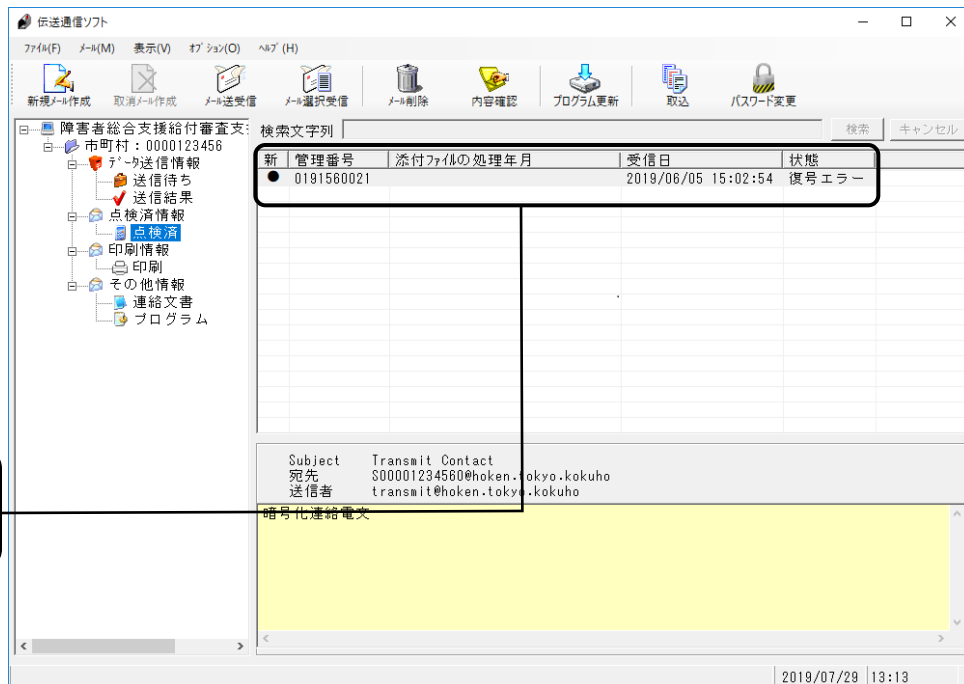 伝送通信ソフト
ファイル(F) メール(M) 表示(V) オプション(O) ヘルプ(H)
新規メール作成 取消メール作成 メール送受信 メール選択受信 メール削除 内容確認 プログラム更新 取込 パスワード変更
障害者総合支援給付審査支
市町村:0000123456
データ送信情報
送信待ち
送信結果
点検済情報
点検済
印刷情報
印刷
その他情報
連絡文書
プログラム
検索文字列 検索 キャンセル
新 管理番号 添付ファイルの処理年月 受信日 状態
● 0191560021 2019/06/05 15:02:54 復号エラー
Subject Transmit Contact
宛先 S00001234560@hoken.tokyo.kokuho
送信者 transmit@hoken.tokyo.kokuho
暗号化連絡電文
2019/07/29 13:13